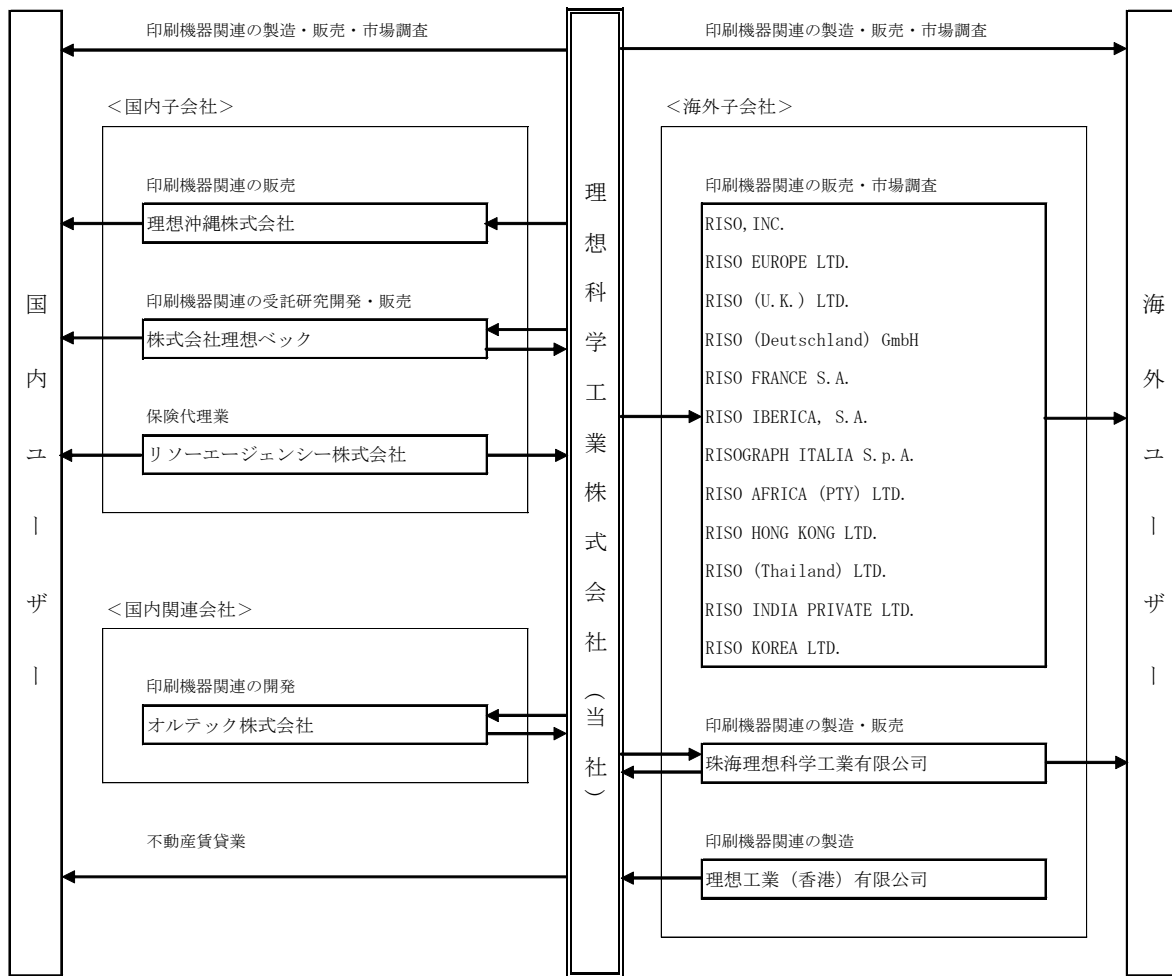 印刷機器関連の製造・販売・市場調査
印刷機器関連の製造・販売・市場調査
国内ユーザー
＜国内子会社＞
印刷機器関連の販売
理想沖縄株式会社
印刷機器関連の受託研究開発・販売
株式会社理想ベック
保険代理業
リソーエージェンシー株式会社
＜国内関連会社＞
印刷機器関連の開発
オルテック株式会社
不動産賃貸業
理想科学工業株式会社（当社）
＜海外子会社＞
印刷機器関連の販売・市場調査
RISO,INC.
RISO EUROPE LTD.
RISO (U.K.) LTD.
RISO (Deutschland) GmbH
RISO FRANCE S.A.
RISO IBERICA, S.A.
RISOGRAPH ITALIA S.p.A.
RISO AFRICA (PTY) LTD.
RISO HONG KONG LTD.
RISO (Thailand) LTD.
RISO INDIA PRIVATE LTD.
RISO KOREA LTD.
印刷機器関連の製造・販売
珠海理想科学工業有限公司
印刷機器関連の製造
理想工業（香港）有限公司
海外ユーザー